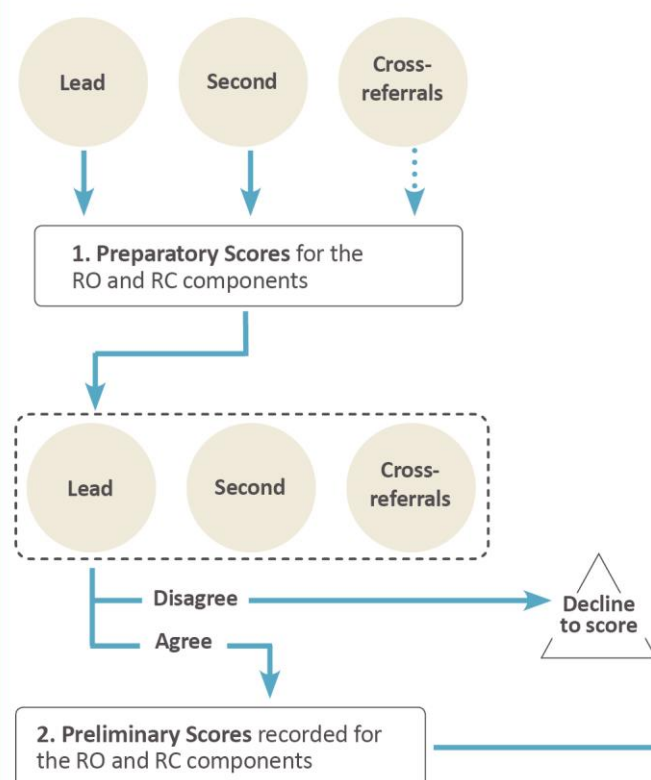 Lead
Second
Cross-
referrals
1. Preparatory Scores for the
RO and RC components
Lead
Second
Cross-
referrals
Disagree
Decline
to score
Agree
2. Preliminary Scores recorded for
the RO and RC components